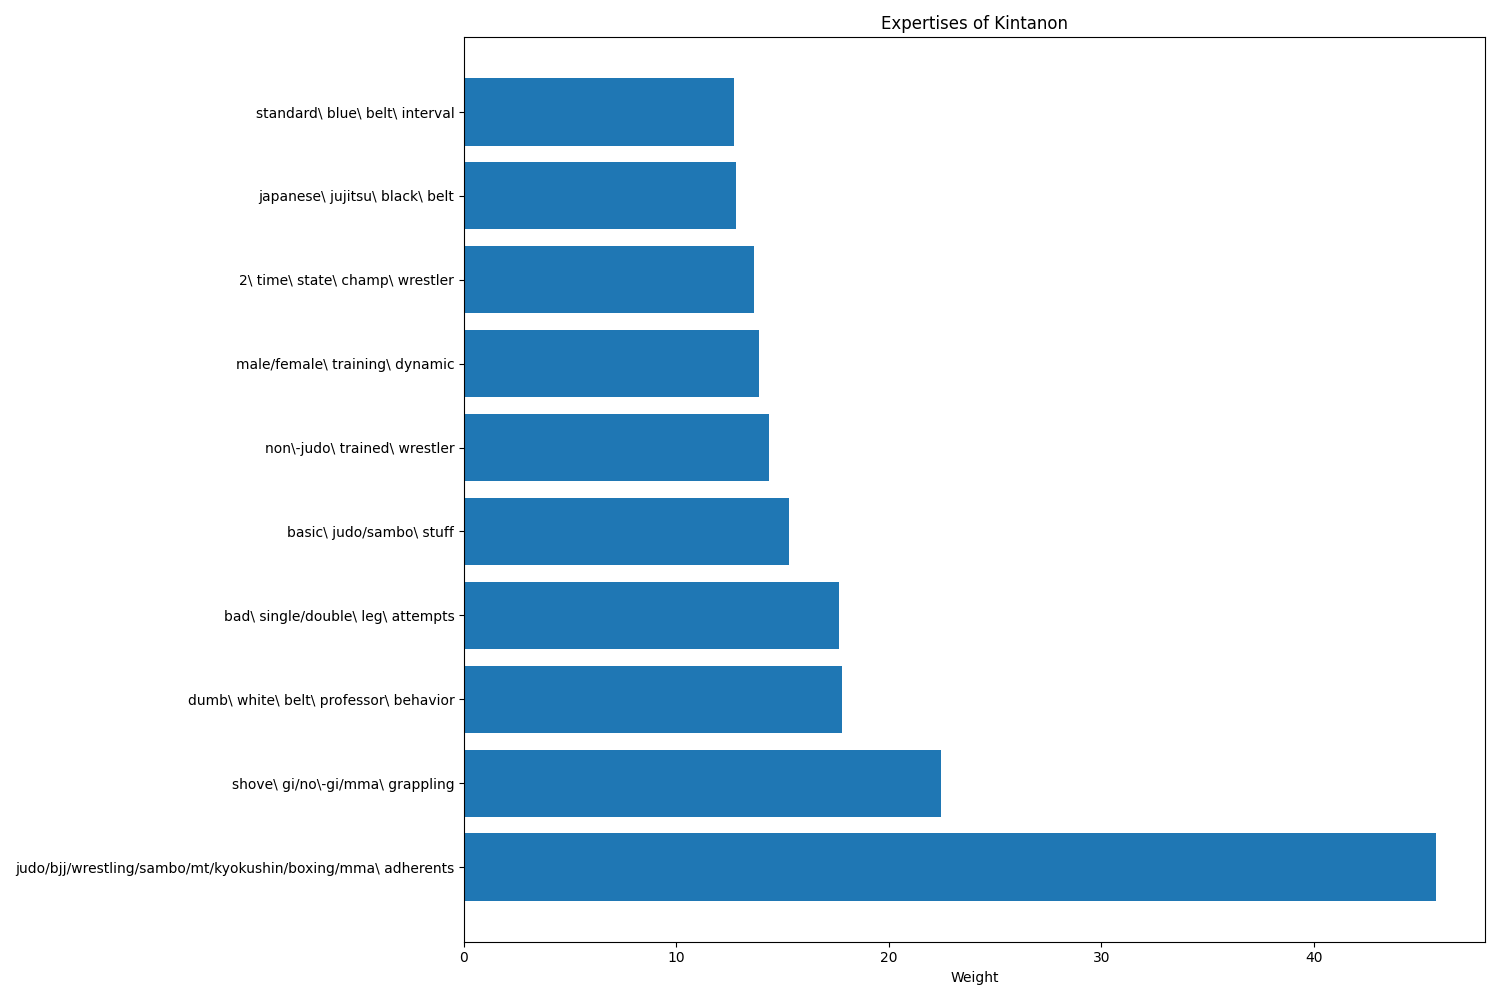 Expertises of Kintanon
standard\ blue\ belt\ interval
japanese\ jujitsu\ black\ belt
2\ time\ state\ champ\ wrestler
male/female\ training\ dynamic
non\-judo\ trained\ wrestler
basic\ judo/sambo\ stuff
bad\ single/double\ leg\ attempts
dumb\ white\ belt\ professor\ behavior
shove\ gi/no\-gi/mma\ grappling
judo/bjj/wrestling/sambo/mt/kyokushin/boxing/mma\ adherents
0 10 20 30 40
Weight